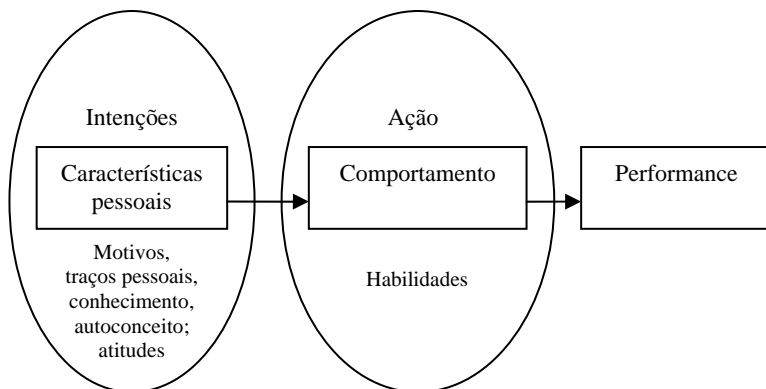 Intenções
Ação
Características
pessoais
Comportamento
Performance
Motivos,
traços pessoais,
conhecimento,
autoconceito;
atitudes
Habilidades